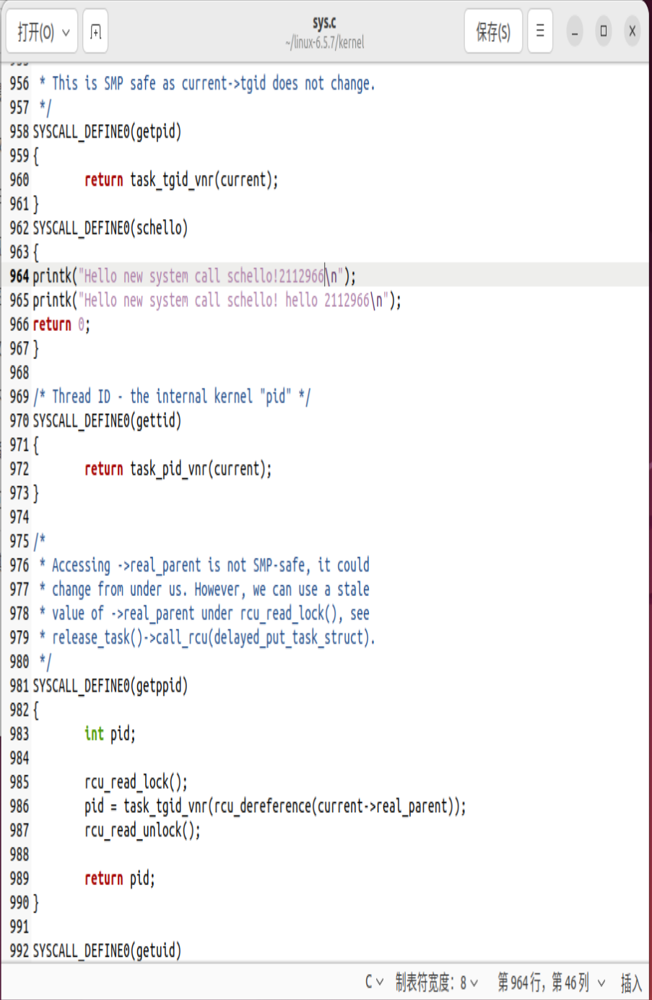 打开(O)
sys.c
~/linux-6.5.7/kernel
保存(S)
956  * This is SMP safe as current->tgid does not change.
957  */
958 SYSCALL_DEFINE0(getpid)
959 {
960         return task_tgid_vnr(current);
961 }
962 SYSCALL_DEFINE0(schello)
963 {
964 printk("Hello new system call schello!2112966\n");
965 printk("Hello new system call schello! hello 2112966\n");
966 return 0;
967 }
968
969 /* Thread ID - the internal kernel "pid" */
970 SYSCALL_DEFINE0(gettid)
971 {
972         return task_pid_vnr(current);
973 }
974
975 /*
976  * Accessing ->real_parent is not SMP-safe, it could
977  * change from under us. However, we can use a stale
978  * value of ->real_parent under rcu_read_lock(), see
979  * release_task()->call_rcu(delayed_put_task_struct).
980  */
981 SYSCALL_DEFINE0(getppid)
982 {
983         int pid;
984
985         rcu_read_lock();
986         pid = task_tgid_vnr(rcu_dereference(current->real_parent));
987         rcu_read_unlock();
988
989         return pid;
990 }
991
992 SYSCALL_DEFINE0(getuid)
C 制表符宽度：8 第 964 行，第 46 列 插入